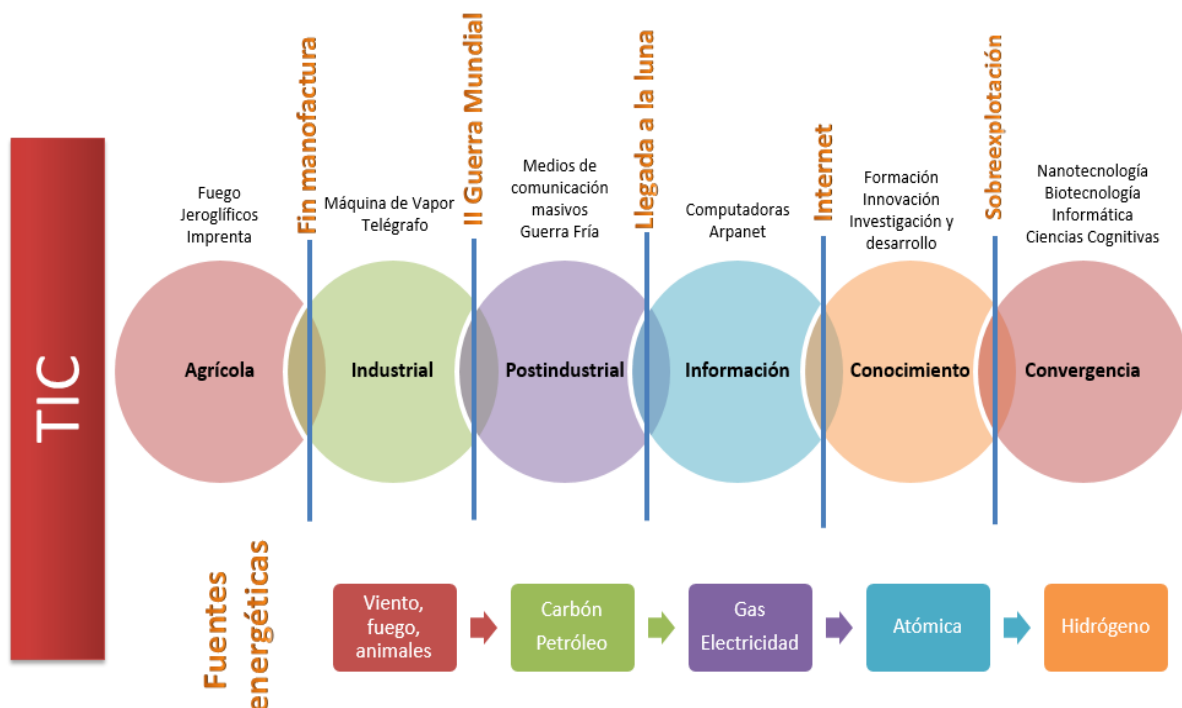 TIC
Fuego
Jeroglíficos
Imprenta
Fin manofactura
Máquina de Vapor
Telégrafo
II Guerra Mundial
Medios de
comunicación
masivos
Guerra Fría
Llegada a la luna
Computadoras
Arpanet
Internet
Formación
Innovación
Investigación y
desarrollo
Sobreexplotación
Nanotecnología
Biotecnología
Informática
Ciencias Cognitivas
Agrícola
Industrial
Postindustrial
Información
Conocimiento
Convergencia
Fuentes
energéticas
Viento,
fuego,
animales
Carbón
Petróleo
Gas
Electricidad
Atómica
Hidrógeno